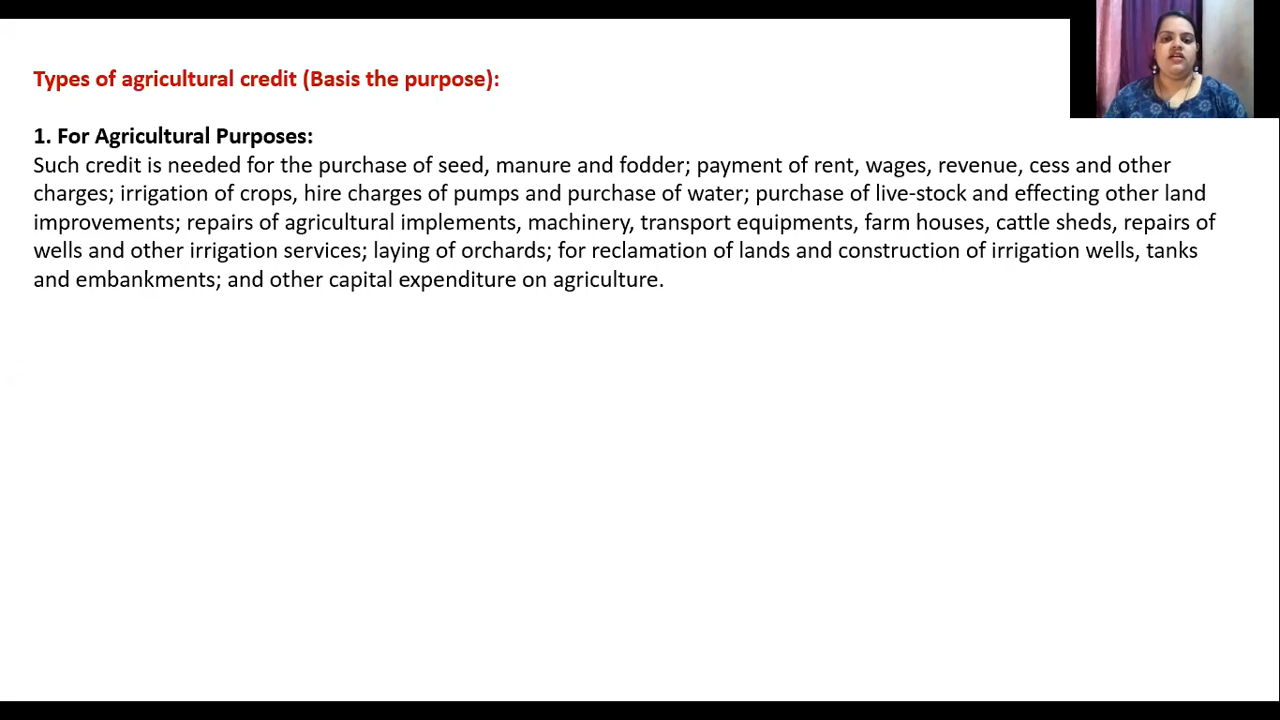 Types of agricultural credit (Basis the purpose):
1. For Agricultural Purposes:
Such credit is needed for the purchase of seed, manure and fodder; payment of rent, wages, revenue, cess and other
charges; irrigation of crops, hire charges of pumps and purchase of water; purchase of live-stock and effecting other land
improvements; repairs of agricultural implements, machinery, transport equipments, farm houses, cattle sheds, repairs of
wells and other irrigation services; laying of orchards; for reclamation of lands and construction of irrigation wells, tanks
and embankments; and other capital expenditure on agriculture.